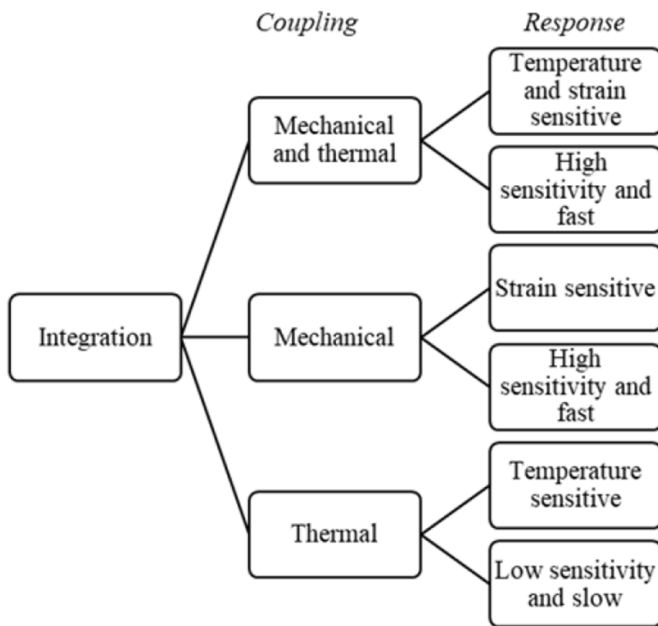 Coupling
Response
Temperature
and strain
sensitive
Mechanical
and thermal
High
sensitivity and
fast
Strain sensitive
Integration
Mechanical
High
sensitivity and
fast
Temperature
sensitive
Thermal
Low sensitivity
and slow